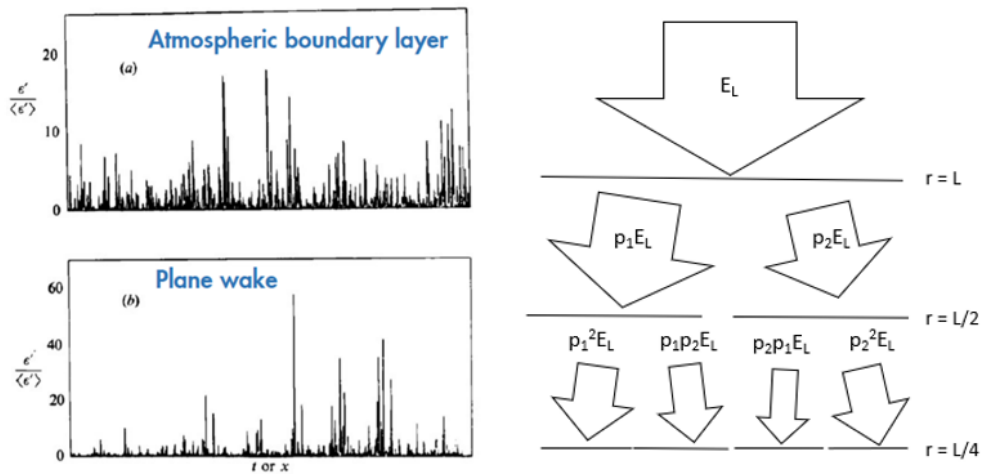 Atmospheric boundary layer
(a)
20
ε′
⟨ε′⟩
10
0
Plane wake
(b)
60
40
ε′
⟨ε′⟩
20
0
t or x
E_L
r = L
p₁E_L
p₂E_L
r = L/2
p₁²E_L
p₁p₂E_L
p₂p₁E_L
p₂²E_L
r = L/4